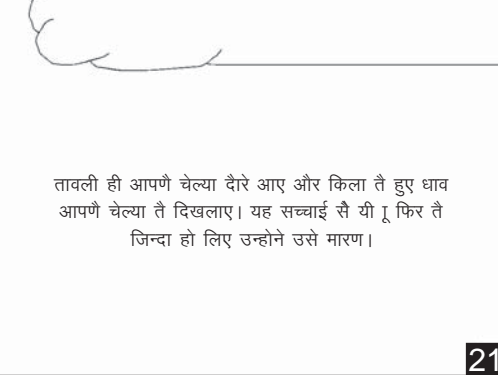 तावली ही आपणै चेल्या दैारे आए और किला तै हुए धाव
आपणै चेल्या तै दिखलाए। यह सच्चाई सेै यी ाू फिर तै
जिन्दा हो लिए उन्होने उसे मारण।
21